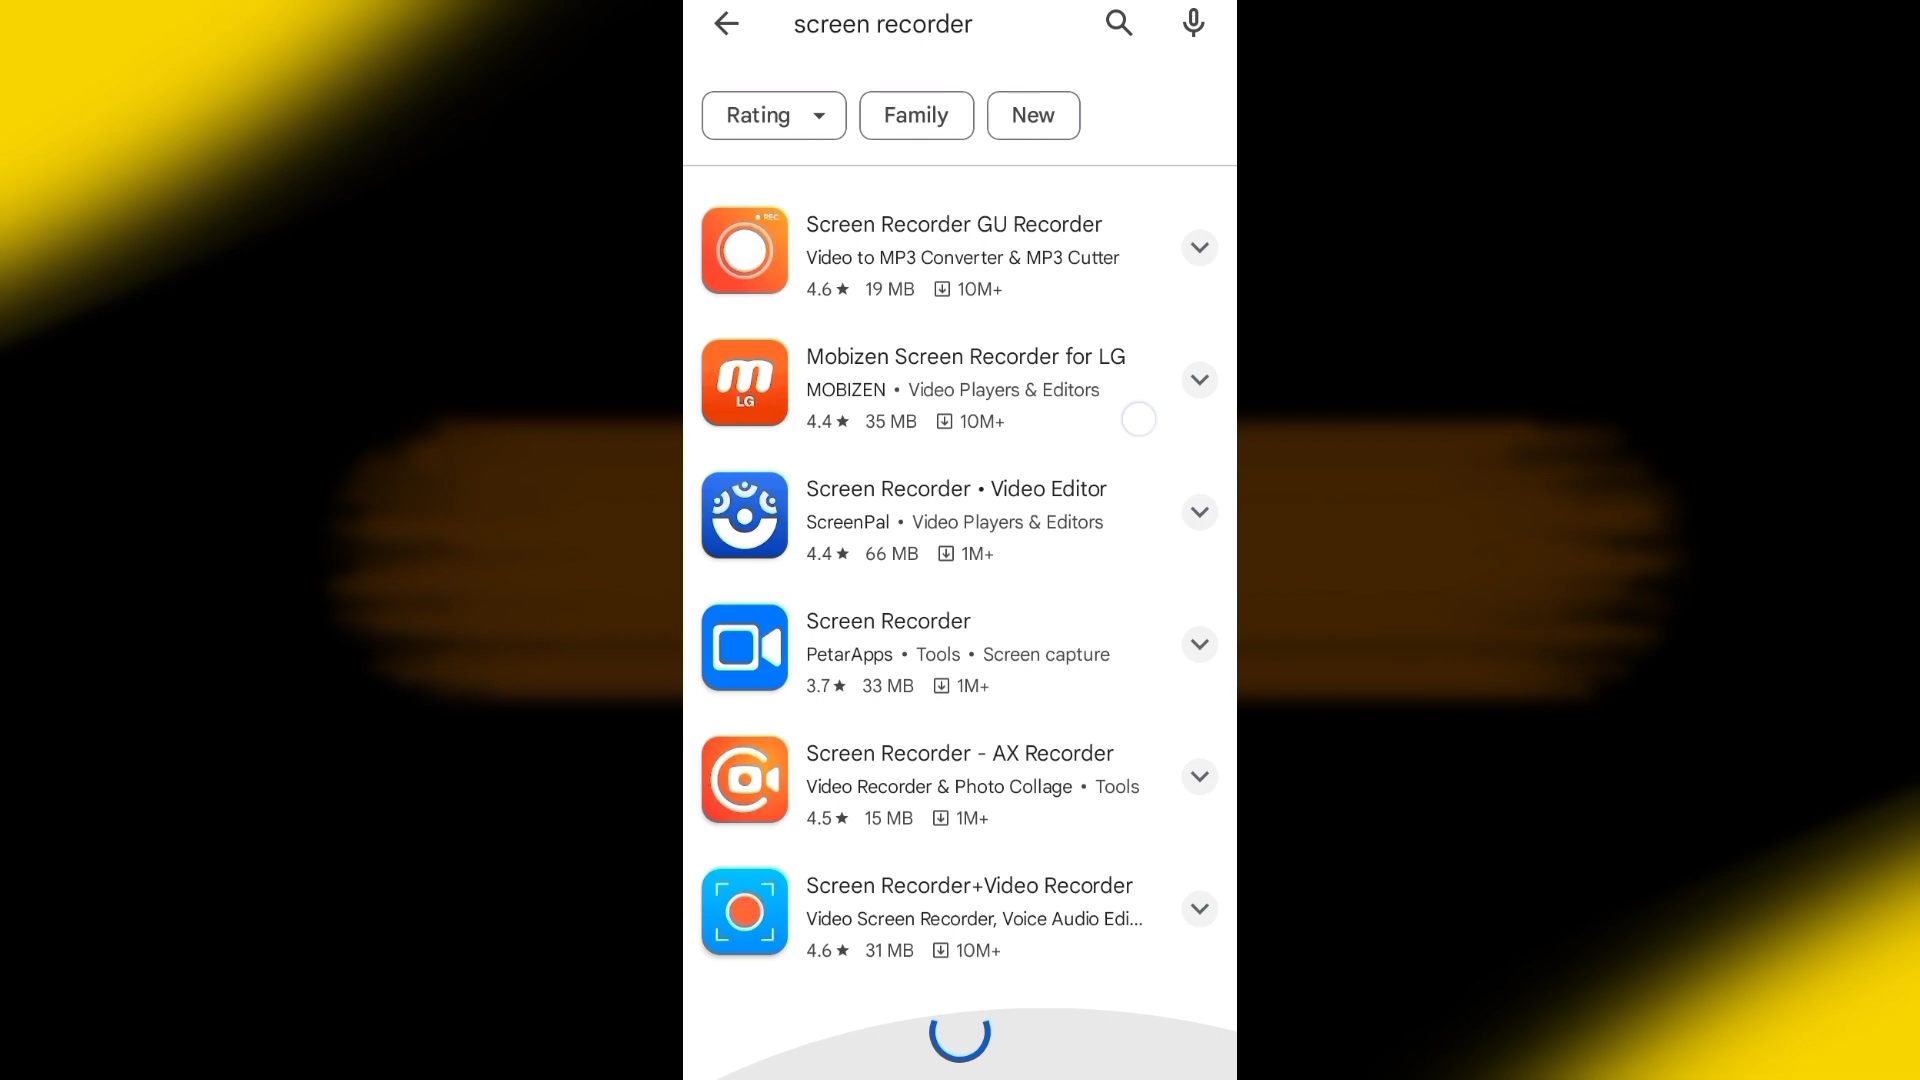 screen recorder
Rating
Family
New
REC
Screen Recorder GU Recorder
Video to MP3 Converter & MP3 Cutter
4.6★ 19 MB 10M+
m
LG
Mobizen Screen Recorder for LG
MOBIZEN • Video Players & Editors
4.4★ 35 MB 10M+
Screen Recorder • Video Editor
ScreenPal • Video Players & Editors
4.4★ 66 MB 1M+
Screen Recorder
PetarApps • Tools • Screen capture
3.7★ 33 MB 1M+
Screen Recorder - AX Recorder
Video Recorder & Photo Collage • Tools
4.5★ 15 MB 1M+
Screen Recorder+Video Recorder
Video Screen Recorder, Voice Audio Edi...
4.6★ 31 MB 10M+